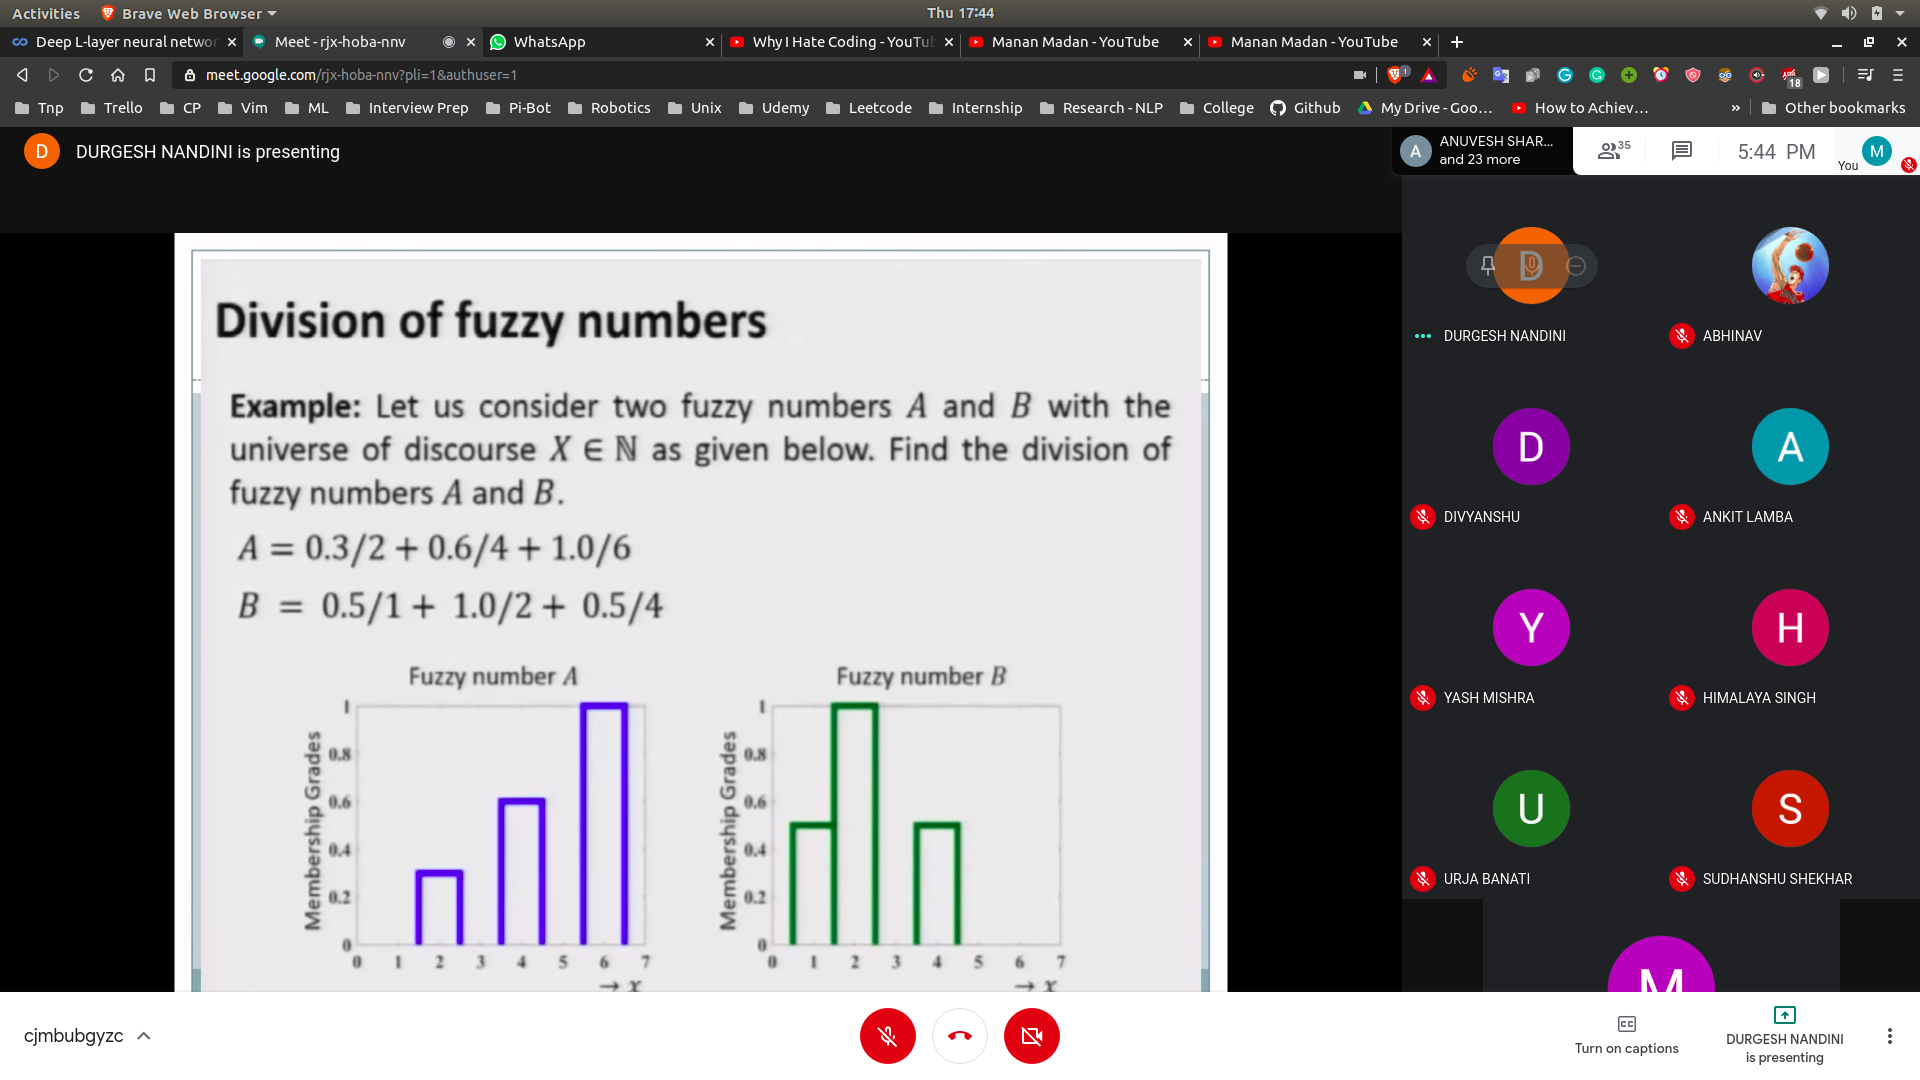 Activities Brave Web Browser Thu 17:44
Deep L-layer neural networ Meet - rjx-hoba-nnv WhatsApp Why I Hate Coding - YouTu Manan Madan - YouTube Manan Madan - YouTube
meet.google.com/rjx-hoba-nnv?pli=1&authuser=1 1 18
Tnp Trello CP Vim ML Interview Prep Pi-Bot Robotics Unix Udemy Leetcode Internship Research - NLP College Github My Drive - Goo... How to Achiev... » Other bookmarks
D DURGESH NANDINI is presenting
A ANUVESH SHAR...
and 23 more
35 5:44 PM You M
Division of fuzzy numbers
Example: Let us consider two fuzzy numbers A and B with the
universe of discourse X ∈ ℕ as given below. Find the division of
fuzzy numbers A and B.
A = 0.3/2 + 0.6/4 + 1.0/6
B = 0.5/1 + 1.0/2 + 0.5/4
Fuzzy number A
Membership Grades
1
0.8
0.6
0.4
0.2
0
0 1 2 3 4 5 6 7
→ x
Fuzzy number B
Membership Grades
1
0.8
0.6
0.4
0.2
0
0 1 2 3 4 5 6 7
→ x
D
DURGESH NANDINI ABHINAV
D A
DIVYANSHU ANKIT LAMBA
Y H
YASH MISHRA HIMALAYA SINGH
U S
URJA BANATI SUDHANSHU SHEKHAR
M
cjmbubgyzc
CC
Turn on captions
DURGESH NANDINI
is presenting